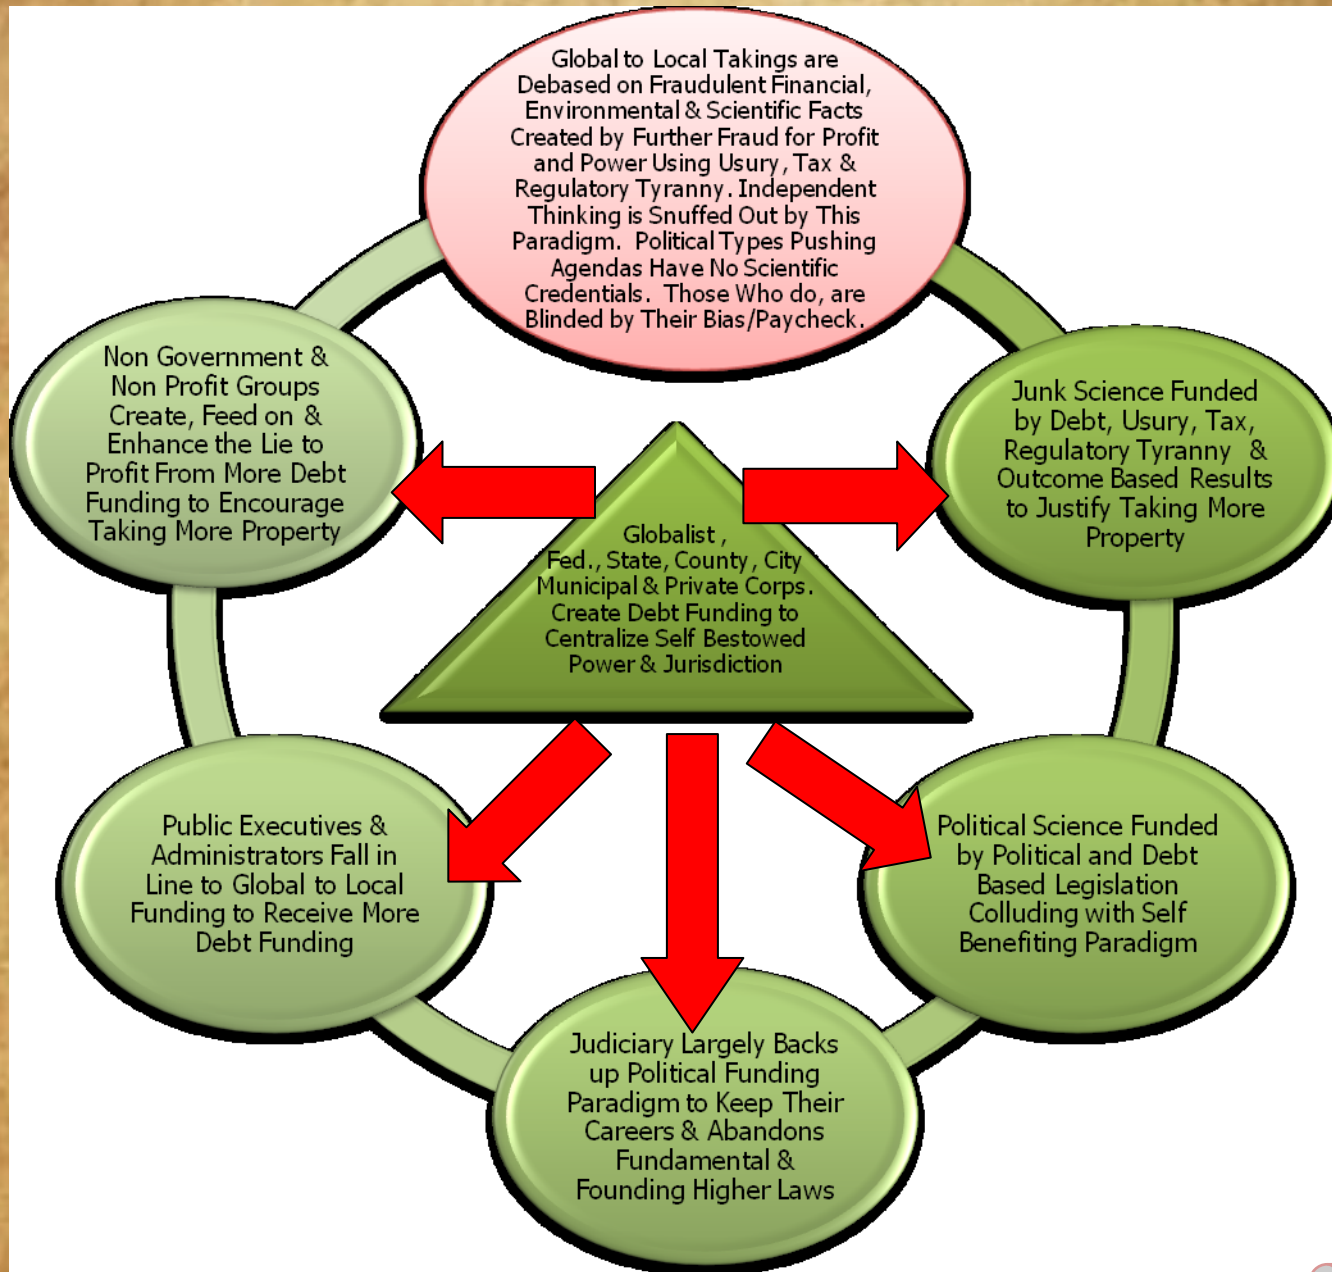 Global to Local Takings are
Debased on Fraudulent Financial,
Environmental & Scientific Facts
Created by Further Fraud for Profit
and Power Using Usury, Tax &
Regulatory Tyranny. Independent
Thinking is Snuffed Out by This
Paradigm. Political Types Pushing
Agendas Have No Scientific
Credentials. Those Who do, are
Blinded by Their Bias/Paycheck.
Junk Science Funded
by Debt, Usury, Tax,
Regulatory Tyranny &
Outcome Based Results
to Justify Taking More
Property
Political Science Funded
by Political and Debt
Based Legislation
Colluding with Self
Benefiting Paradigm
Judiciary Largely Backs
up Political Funding
Paradigm to Keep Their
Careers & Abandons
Fundamental &
Founding Higher Laws
Public Executives &
Administrators Fall in
Line to Global to Local
Funding to Receive More
Debt Funding
Non Government &
Non Profit Groups
Create, Feed on &
Enhance the Lie to
Profit From More Debt
Funding to Encourage
Taking More Property
Globalist ,
Fed., State, County, City
Municipal & Private Corps.
Create Debt Funding to
Centralize Self Bestowed
Power & Jurisdiction